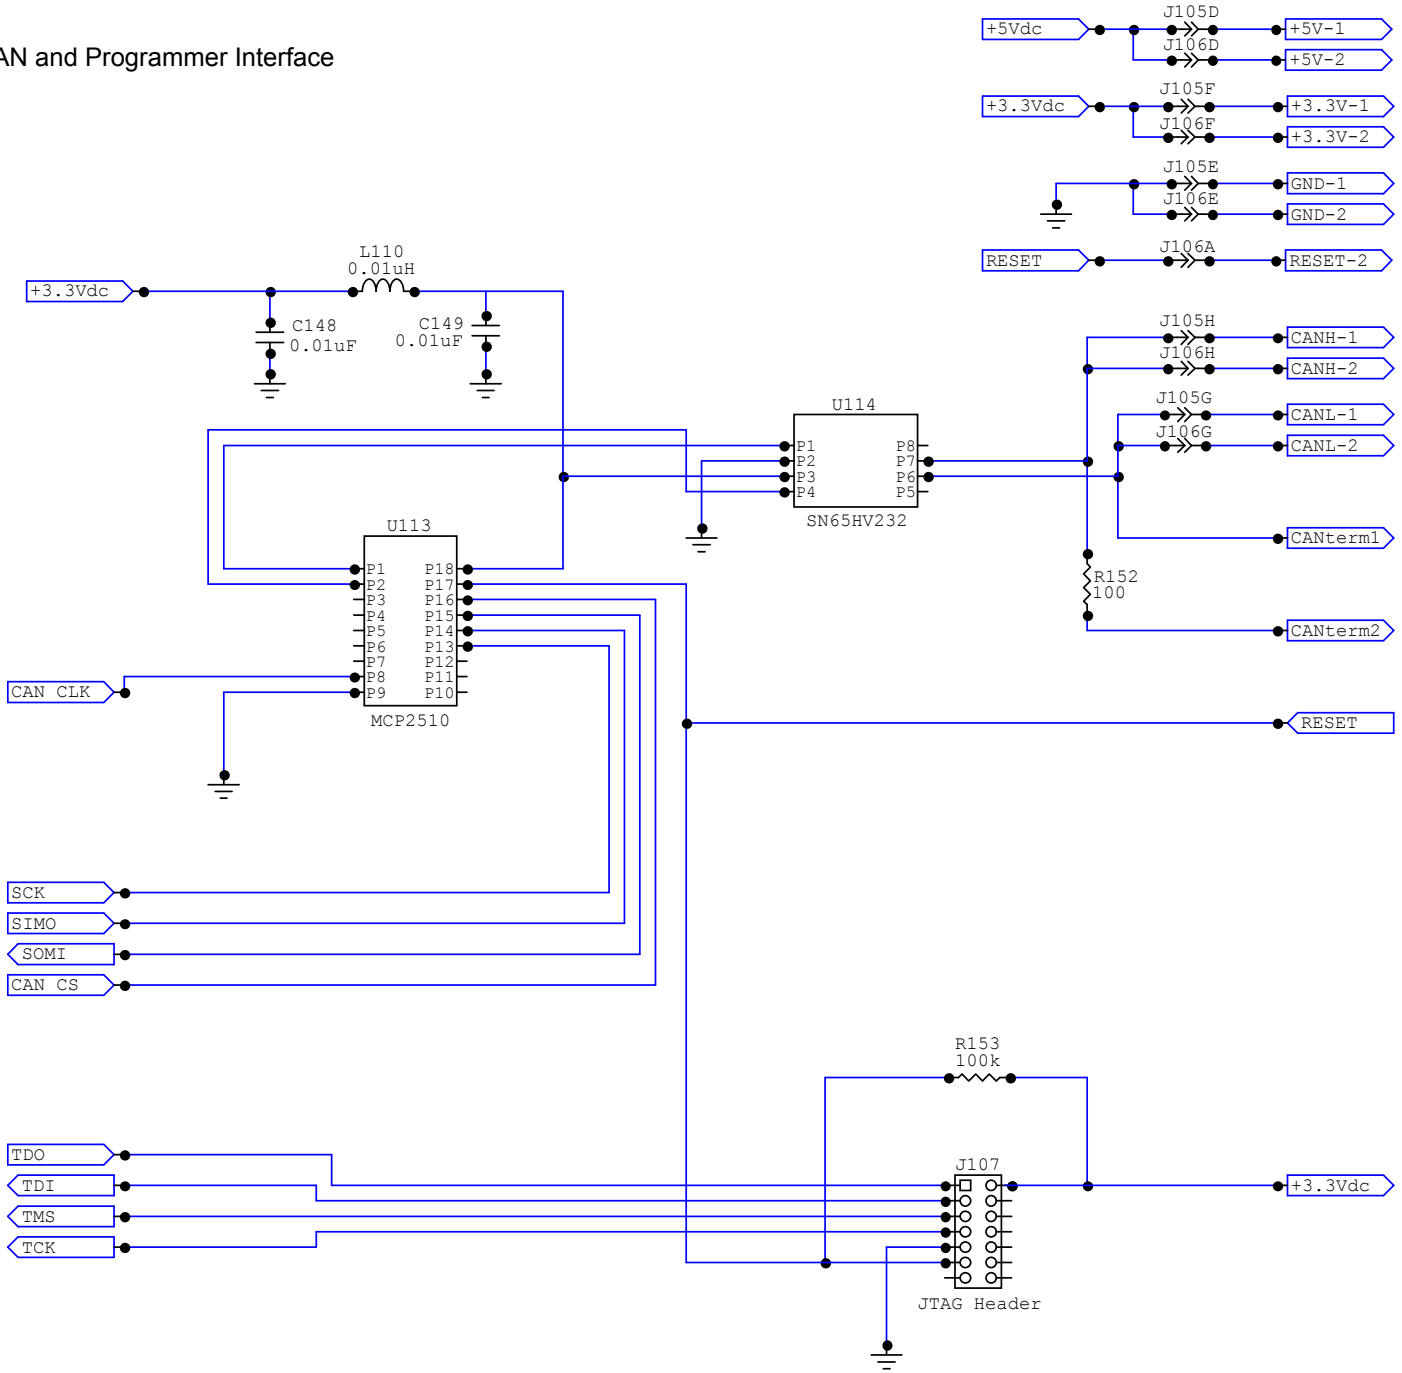 AN and Programmer Interface
+5Vdc
J105D
+5V-1
J106D
+5V-2
+3.3Vdc
J105F
+3.3V-1
J106F
+3.3V-2
J105E
GND-1
J106E
GND-2
RESET
J106A
RESET-2
+3.3Vdc
L110
0.01uH
C148
0.01uF
C149
0.01uF
J105H
CANH-1
J106H
CANH-2
J105G
CANL-1
J106G
CANL-2
U114
P1 P8
P2 P7
P3 P6
P4 P5
SN65HV232
CANterm1
R152
100
CANterm2
U113
P1 P18
P2 P17
P3 P16
P4 P15
P5 P14
P6 P13
P7 P12
P8 P11
P9 P10
MCP2510
CAN CLK
RESET
SCK
SIMO
SOMI
CAN CS
R153
100k
TDO
TDI
TMS
TCK
J107
+3.3Vdc
JTAG Header